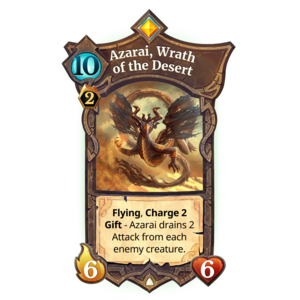 Azarai, Wrath
of the Desert
10
2
Flying, Charge 2
Gift - Azarai drains 2
Attack from each
enemy creature.
6
6